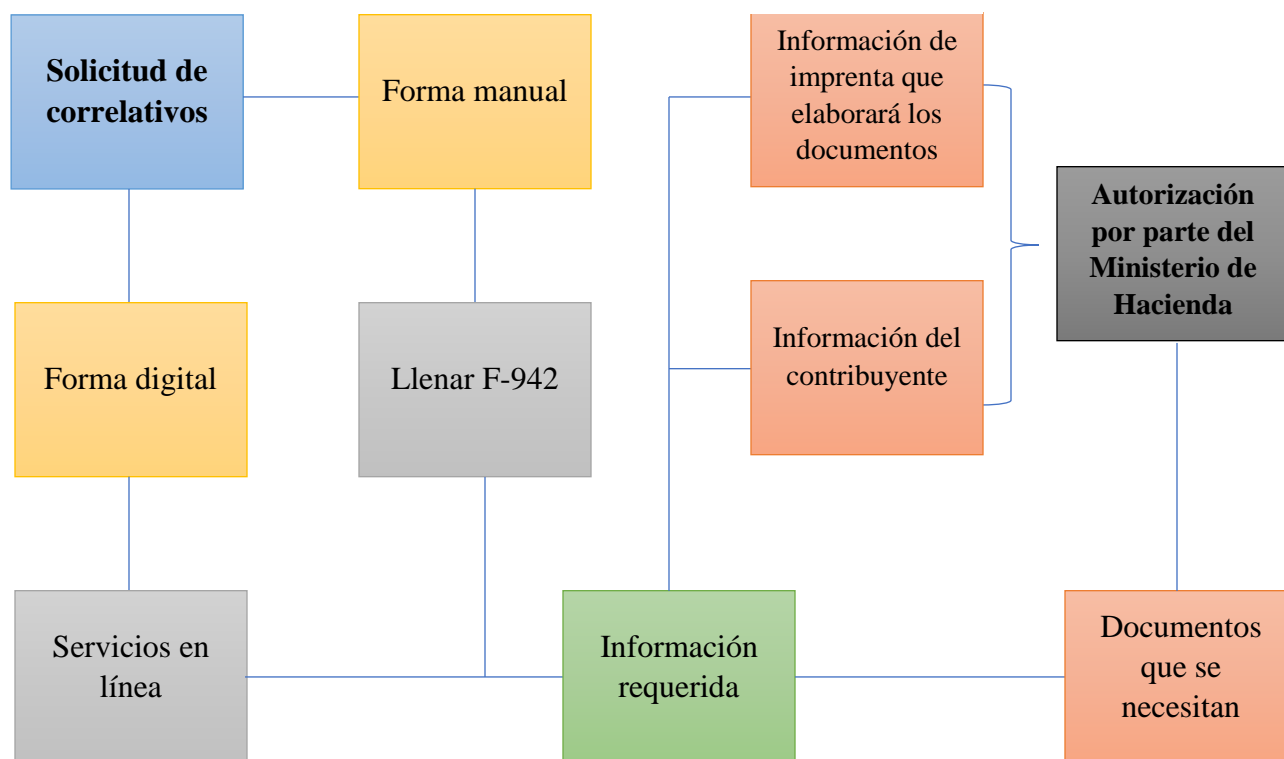 Solicitud de
correlativos
Forma manual
Información de
imprenta que
elaborará los
documentos
Autorización
por parte del
Ministerio de
Hacienda
Forma digital
Llenar F-942
Información del
contribuyente
Servicios en
línea
Información
requerida
Documentos
que se
necesitan